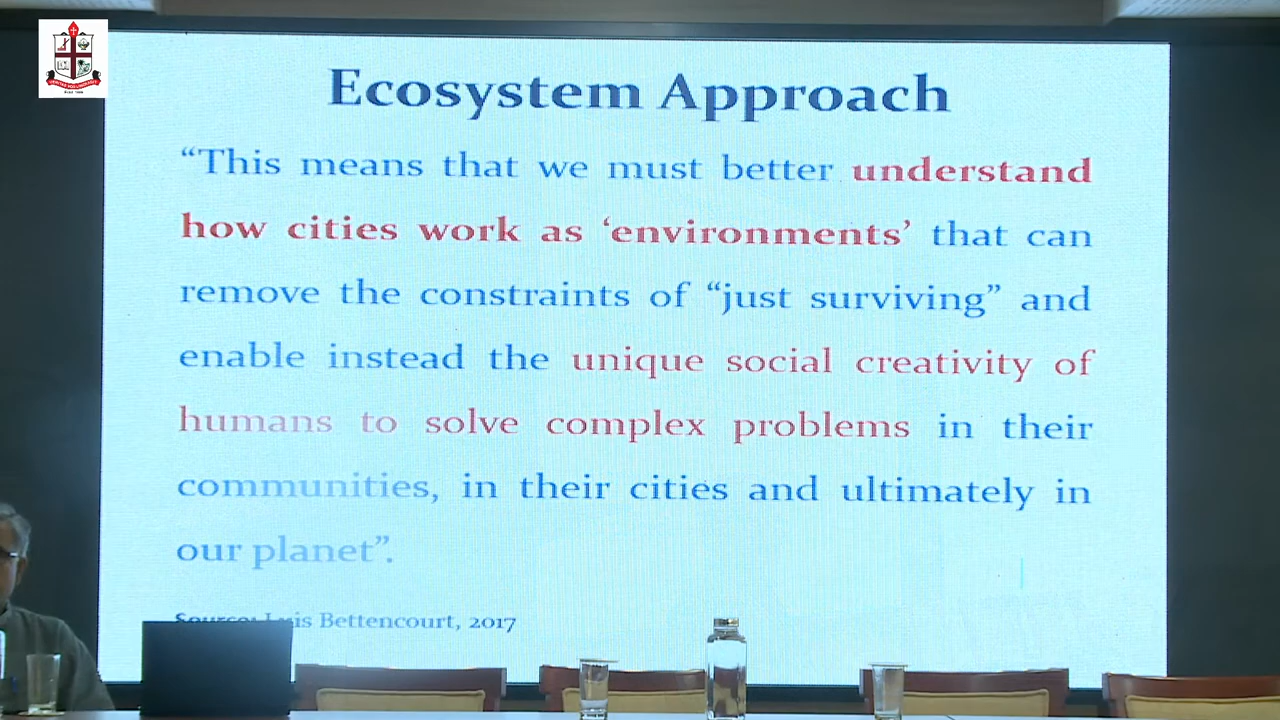 Ecosystem Approach
“This means that we must better understand
how cities work as ‘environments’ that can
remove the constraints of “just surviving” and
enable instead the unique social creativity of
humans to solve complex problems in their
communities, in their cities and ultimately in
our planet”.
Source: Luis Bettencourt, 2017